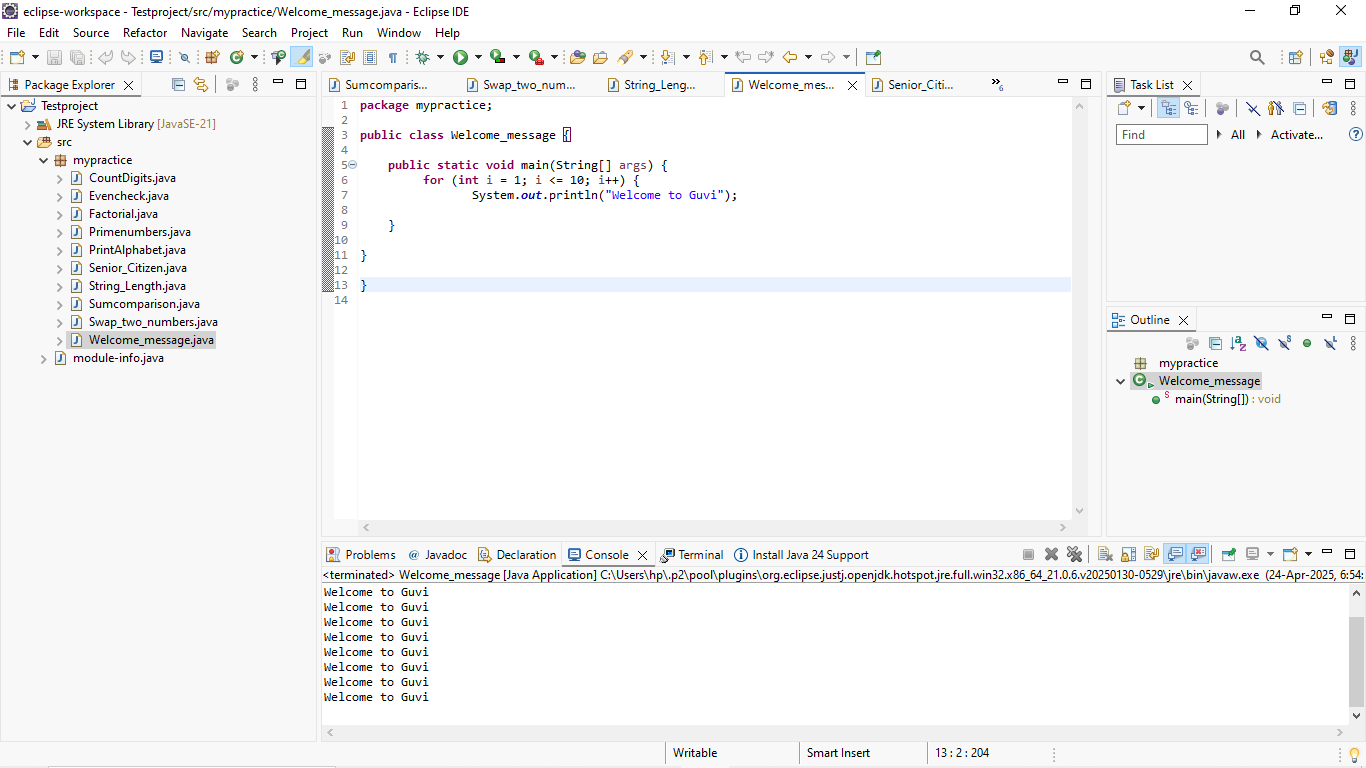 eclipse-workspace - Testproject/src/mypractice/Welcome_message.java - Eclipse IDE
File Edit Source Refactor Navigate Search Project Run Window Help
Package Explorer
Testproject
JRE System Library [JavaSE-21]
src
mypractice
CountDigits.java
Evencheck.java
Factorial.java
Primenumbers.java
PrintAlphabet.java
Senior_Citizen.java
String_Length.java
Sumcomparison.java
Swap_two_numbers.java
Welcome_message.java
module-info.java
Sumcomparis... Swap_two_num... String_Leng... Welcome_mes... Senior_Citi... »6
1 package mypractice;
2
3 public class Welcome_message {
4
5 public static void main(String[] args) {
6 for (int i = 1; i <= 10; i++) {
7 System.out.println("Welcome to Guvi");
8
9 }
10
11 }
12
13 }
14
Task List
Find All Activate...
Outline
mypractice
Welcome_message
main(String[]) : void
Problems Javadoc Declaration Console Terminal Install Java 24 Support
<terminated> Welcome_message [Java Application] C:\Users\hp\.p2\pool\plugins\org.eclipse.justj.openjdk.hotspot.jre.full.win32.x86_64_21.0.6.v20250130-0529\jre\bin\javaw.exe (24-Apr-2025, 6:54:
Welcome to Guvi
Welcome to Guvi
Welcome to Guvi
Welcome to Guvi
Welcome to Guvi
Welcome to Guvi
Welcome to Guvi
Welcome to Guvi
Writable Smart Insert 13 : 2 : 204